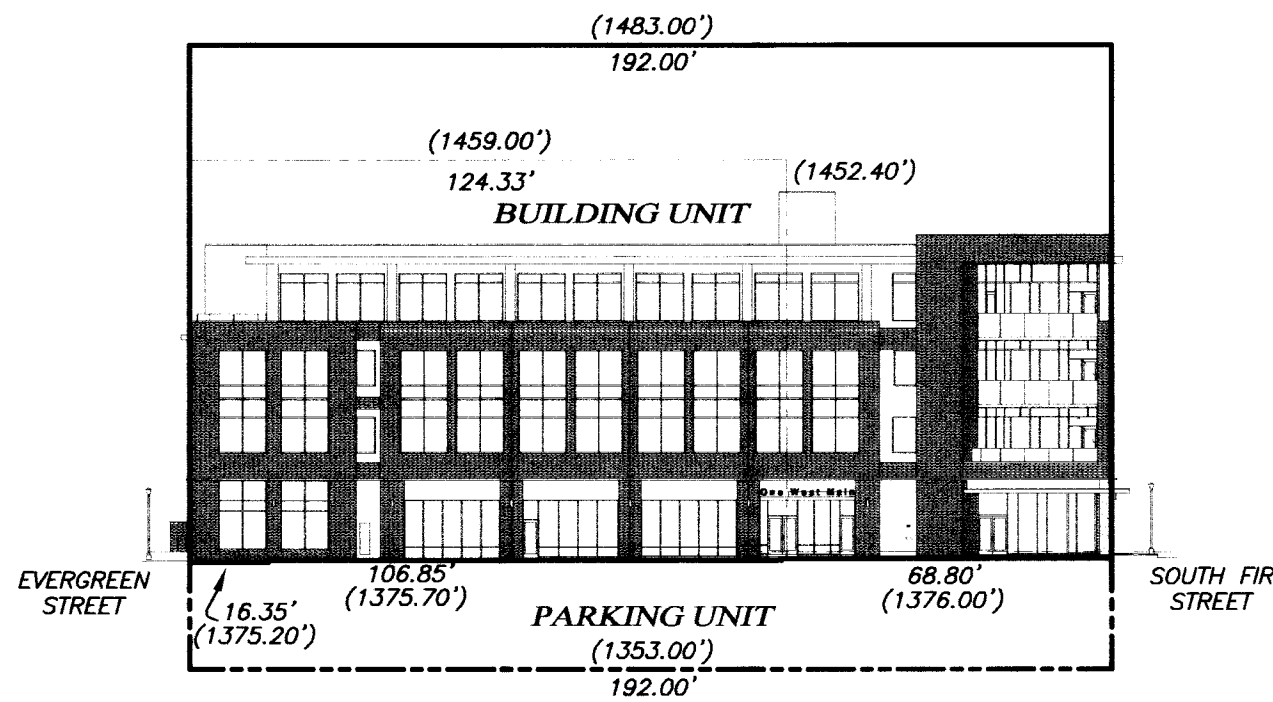 (1483.00')
192.00'
(1459.00')
124.33'
(1452.40')
BUILDING UNIT
One West Main
EVERGREEN
STREET
16.35'
(1375.20')
106.85'
(1375.70')
68.80'
(1376.00')
SOUTH FIR
STREET
PARKING UNIT
(1353.00')
192.00'